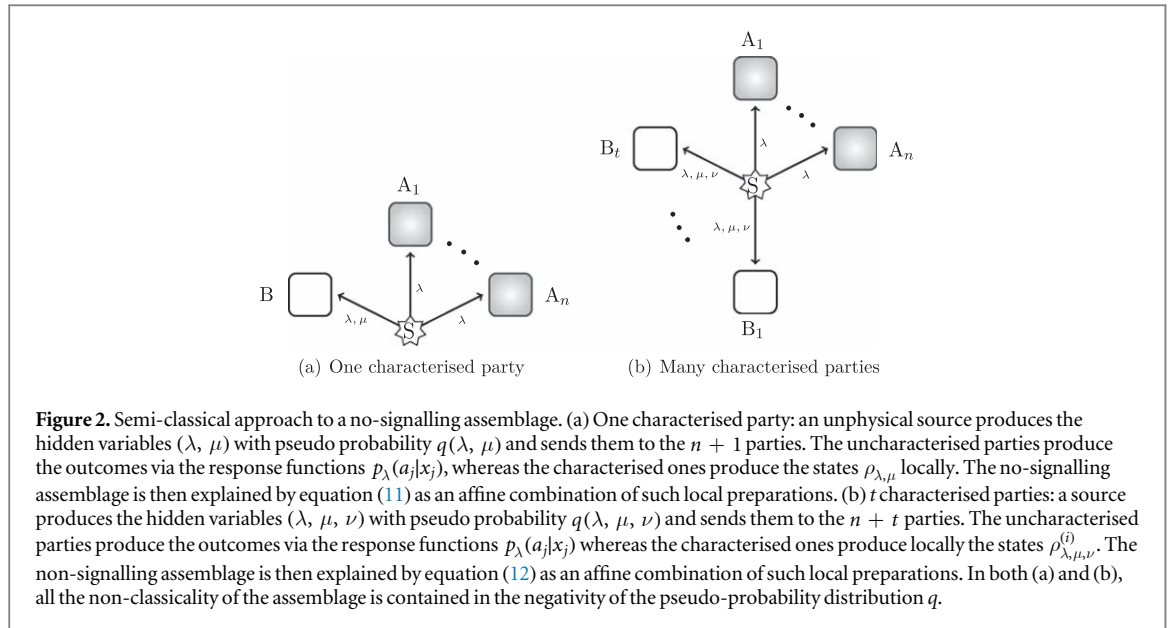 A₁
Bₜ
Aₙ
λ
λ, μ, ν
λ
S
A₁
λ, μ, ν
B
Aₙ
λ
λ, μ
λ
S
B₁
(a) One characterised party
(b) Many characterised parties
Figure 2. Semi-classical approach to a no-signalling assemblage. (a) One characterised party: an unphysical source produces the
hidden variables (λ, μ) with pseudo probability q(λ, μ) and sends them to the n + 1 parties. The uncharacterised parties produce
the outcomes via the response functions p_λ(a_j|x_j), whereas the characterised ones produce the states ρ_{λ,μ} locally. The no-signalling
assemblage is then explained by equation (11) as an affine combination of such local preparations. (b) t characterised parties: a source
produces the hidden variables (λ, μ, ν) with pseudo probability q(λ, μ, ν) and sends them to the n + t parties. The uncharacterised
parties produce the outcomes via the response functions p_λ(a_j|x_j) whereas the characterised ones produce locally the states ρ^{(i)}_{λ,μ,ν}. The
non-signalling assemblage is then explained by equation (12) as an affine combination of such local preparations. In both (a) and (b),
all the non-classicality of the assemblage is contained in the negativity of the pseudo-probability distribution q.